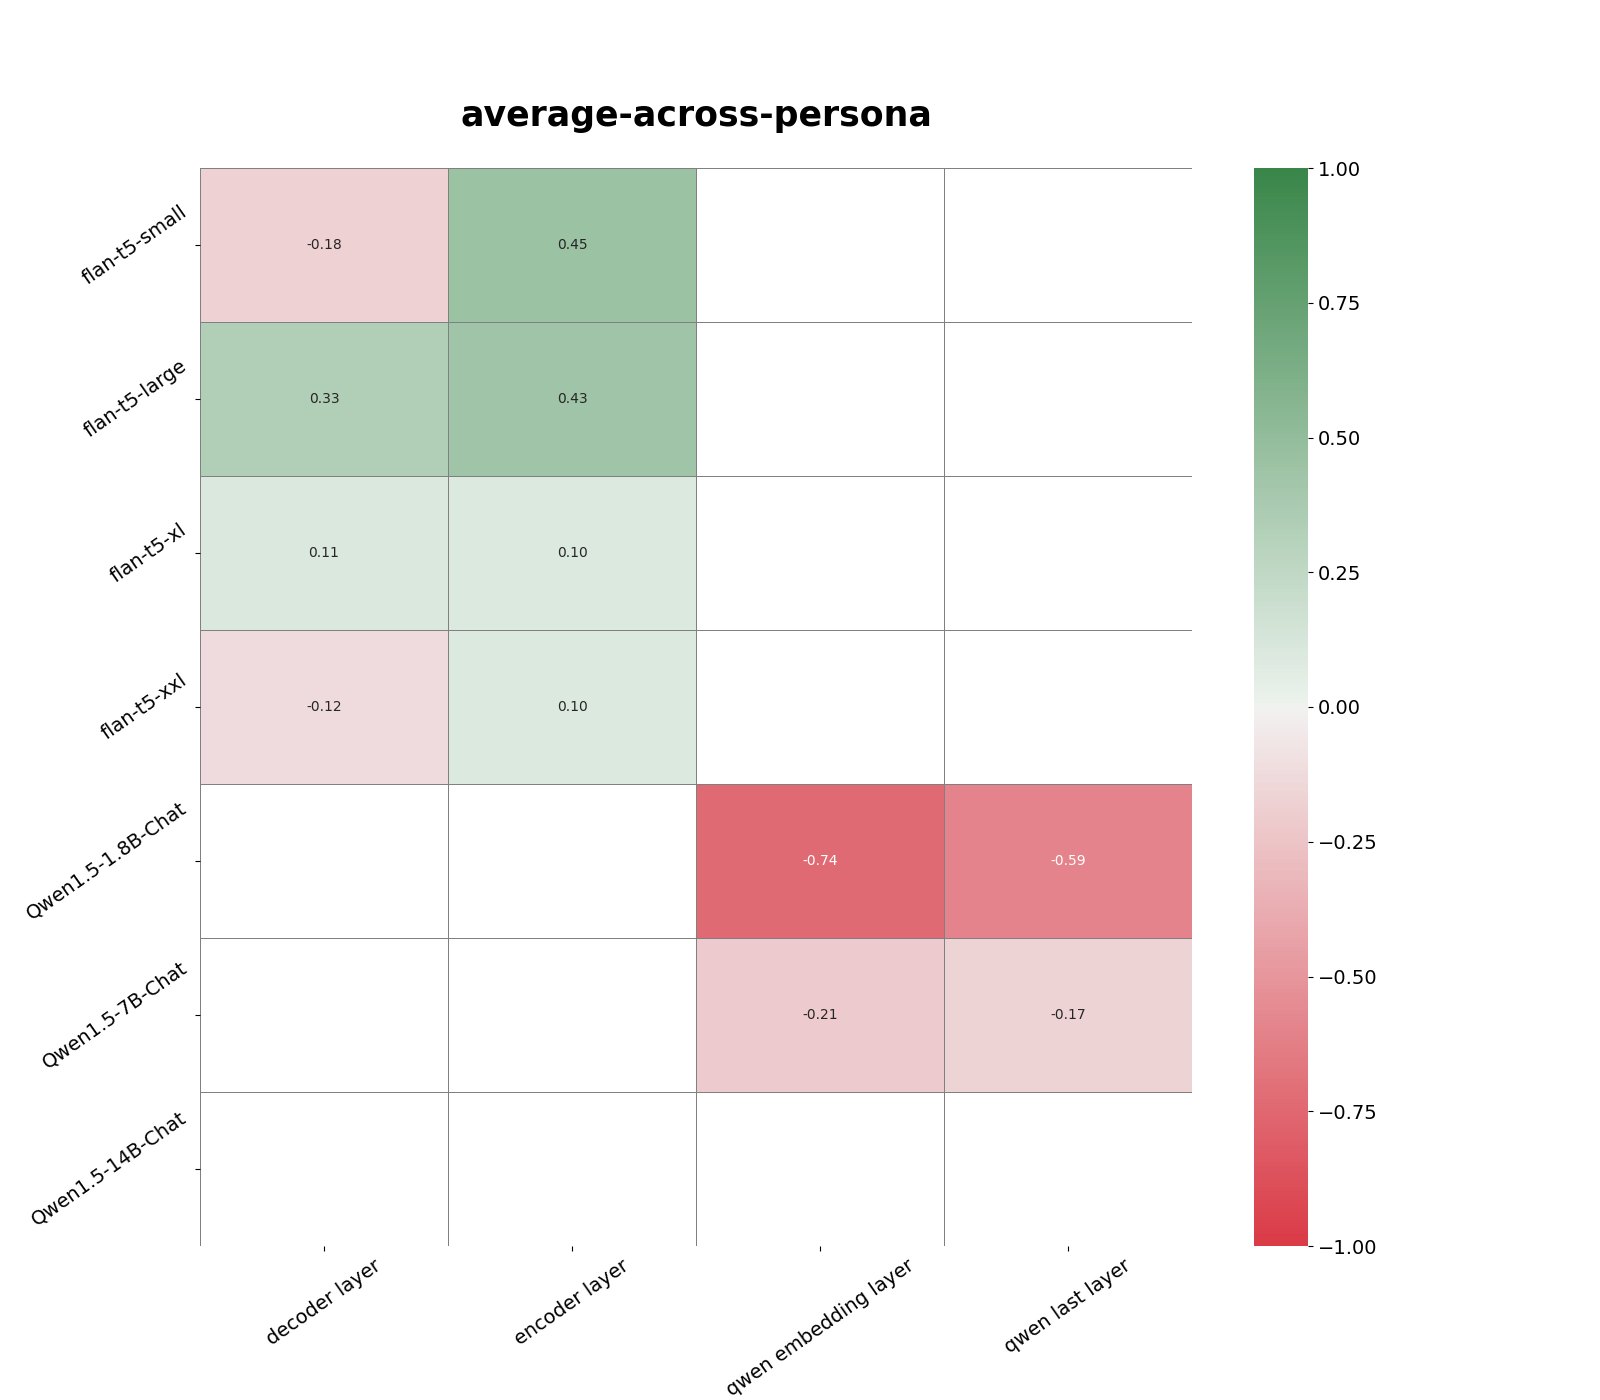 average-across-persona
flan-t5-small
-0.18
0.45
flan-t5-large
0.33
0.43
flan-t5-xl
0.11
0.10
flan-t5-xxl
-0.12
0.10
Qwen1.5-1.8B-Chat
-0.74
-0.59
Qwen1.5-7B-Chat
-0.21
-0.17
Qwen1.5-14B-Chat
decoder layer
encoder layer
qwen embedding layer
qwen last layer
1.00
0.75
0.50
0.25
0.00
−0.25
−0.50
−0.75
−1.00